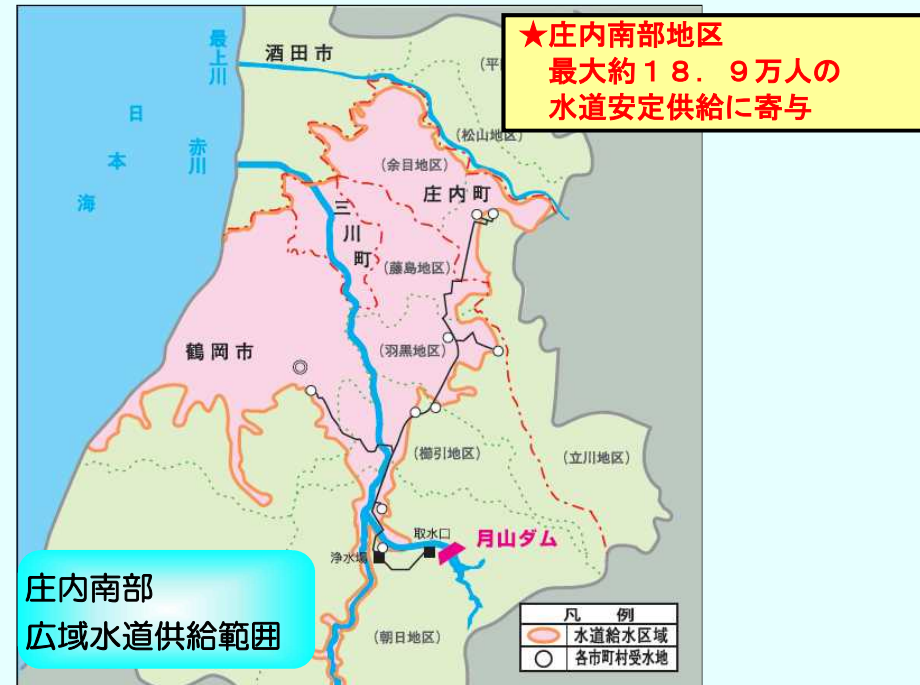 ★庄内南部地区
最大約18.9万人の
水道安定供給に寄与
最上川
酒田市
(平
(松山地区)
日本海
赤川
(余目地区)
庄内町
三川町
(藤島地区)
鶴岡市
(羽黒地区)
(櫛引地区)
(立川地区)
取水口
月山ダム
浄水場
(朝日地区)
庄内南部
広域水道供給範囲
凡 例
水道給水区域
各市町村受水地